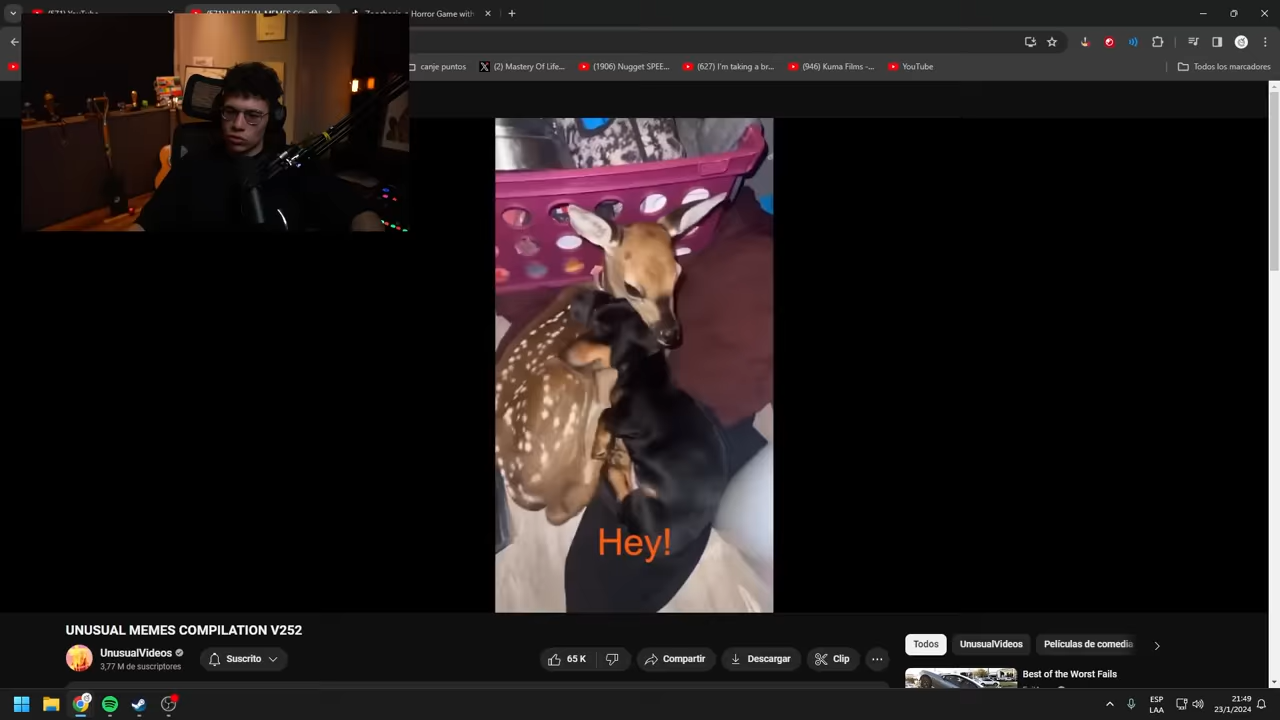 (571) YouTube
Zoochosis a Horror Game with
canje puntos
(2) Mastery Of Life...
(1906) Nugget SPEE...
(627) I'm taking a br...
(946) Kuma Films -...
YouTube
Todos los marcadores
Hey!
UNUSUAL MEMES COMPILATION V252
UnusualVideos
3,77 M de suscriptores
Suscrito
65 K
Compartir
Descargar
Clip
Todos
UnusualVideos
Películas de comedia
Best of the Worst Fails
ESP
LAA
21:49
23/1/2024